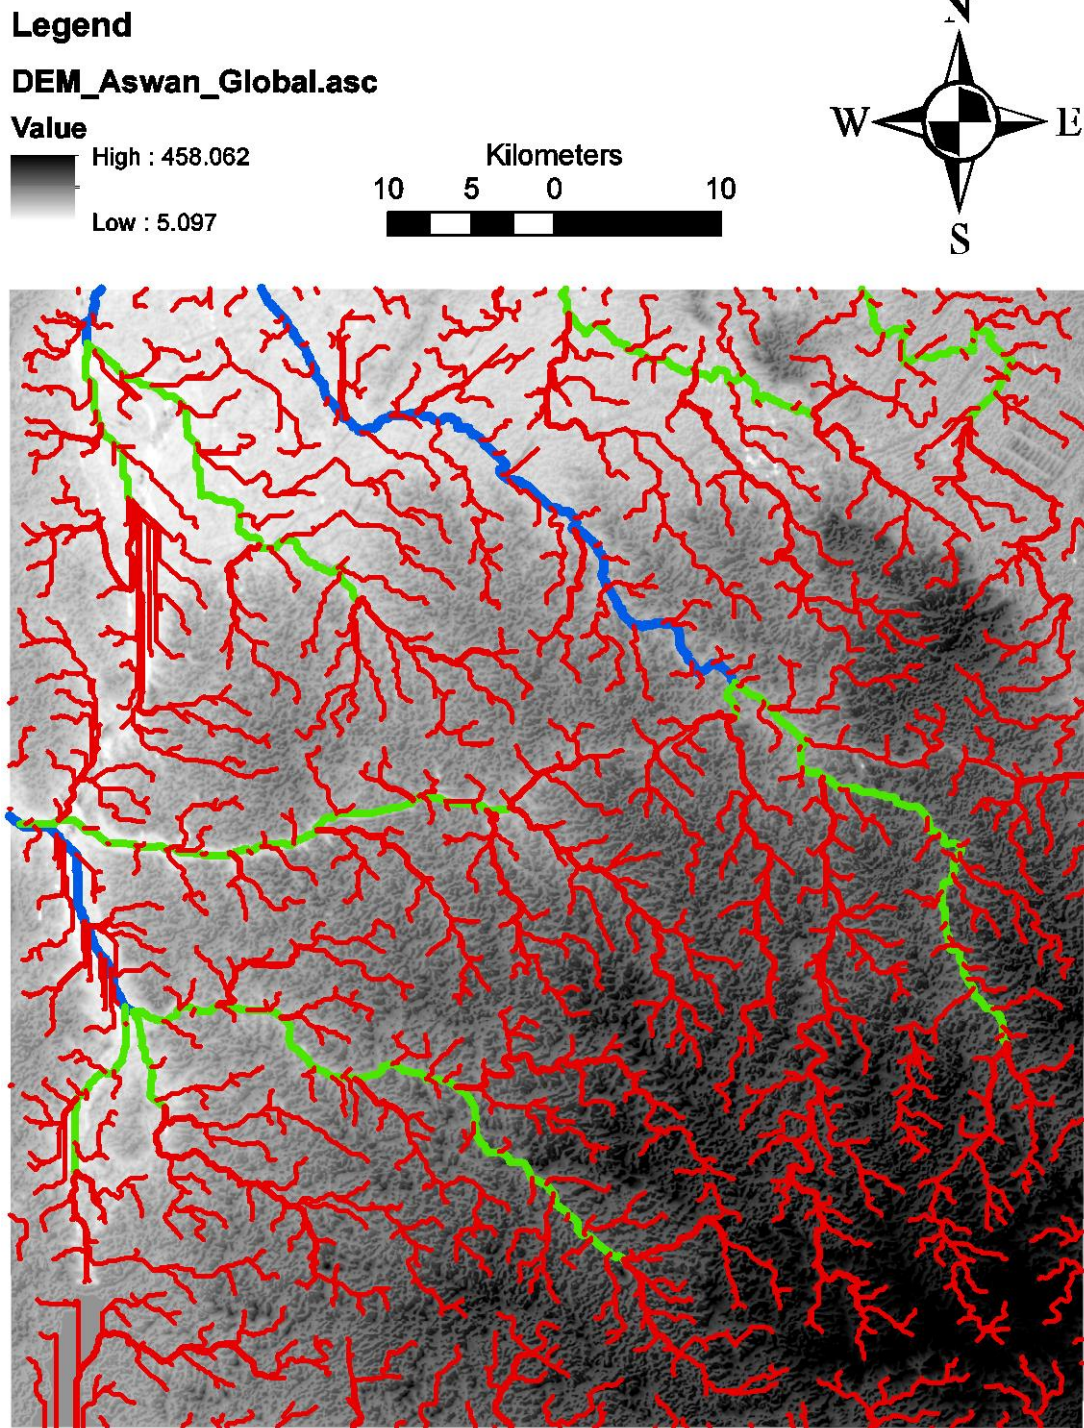 Legend
DEM_Aswan_Global.asc
Value
High : 458.062
Low : 5.097
Kilometers
10 5 0 10
N
W E
S